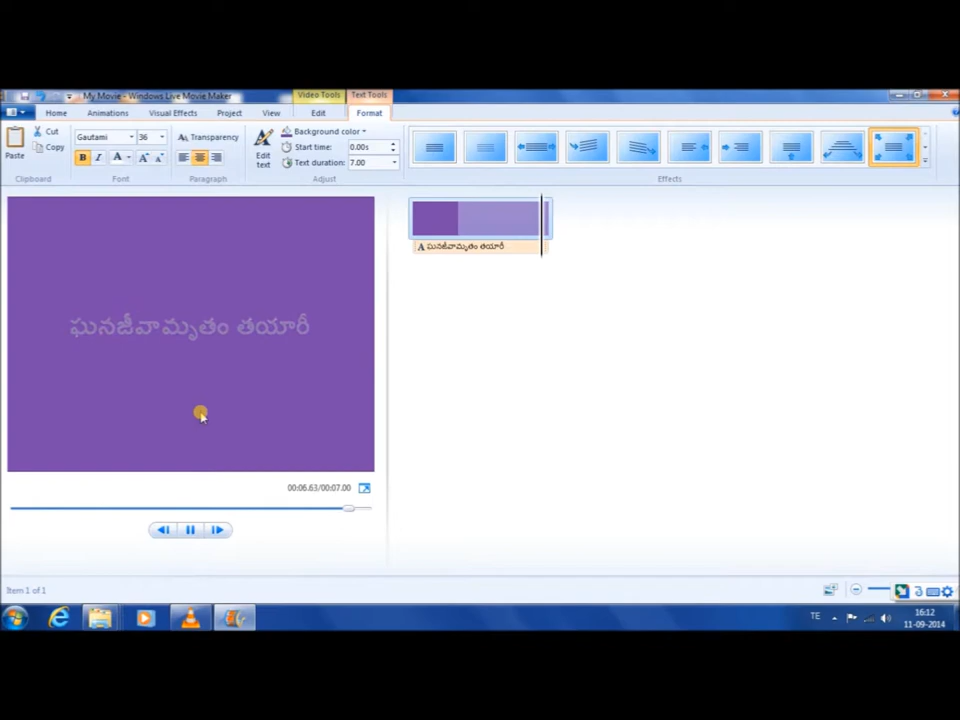 My Movie - Windows Live Movie Maker
Video Tools
Text Tools
Home
Animations
Visual Effects
Project
View
Edit
Format
Paste
Cut
Copy
Clipboard
Gautami
36
B I A A A
Font
Transparency
Paragraph
Edit text
Background color
Start time: 0.00s
Text duration: 7.00
Adjust
Effects
A ఘనజీవామృతం తయారీ
ఘనజీవామృతం తయారీ
00:06.63/00:07.00
Item 1 of 1
TE
16:12
11-09-2014